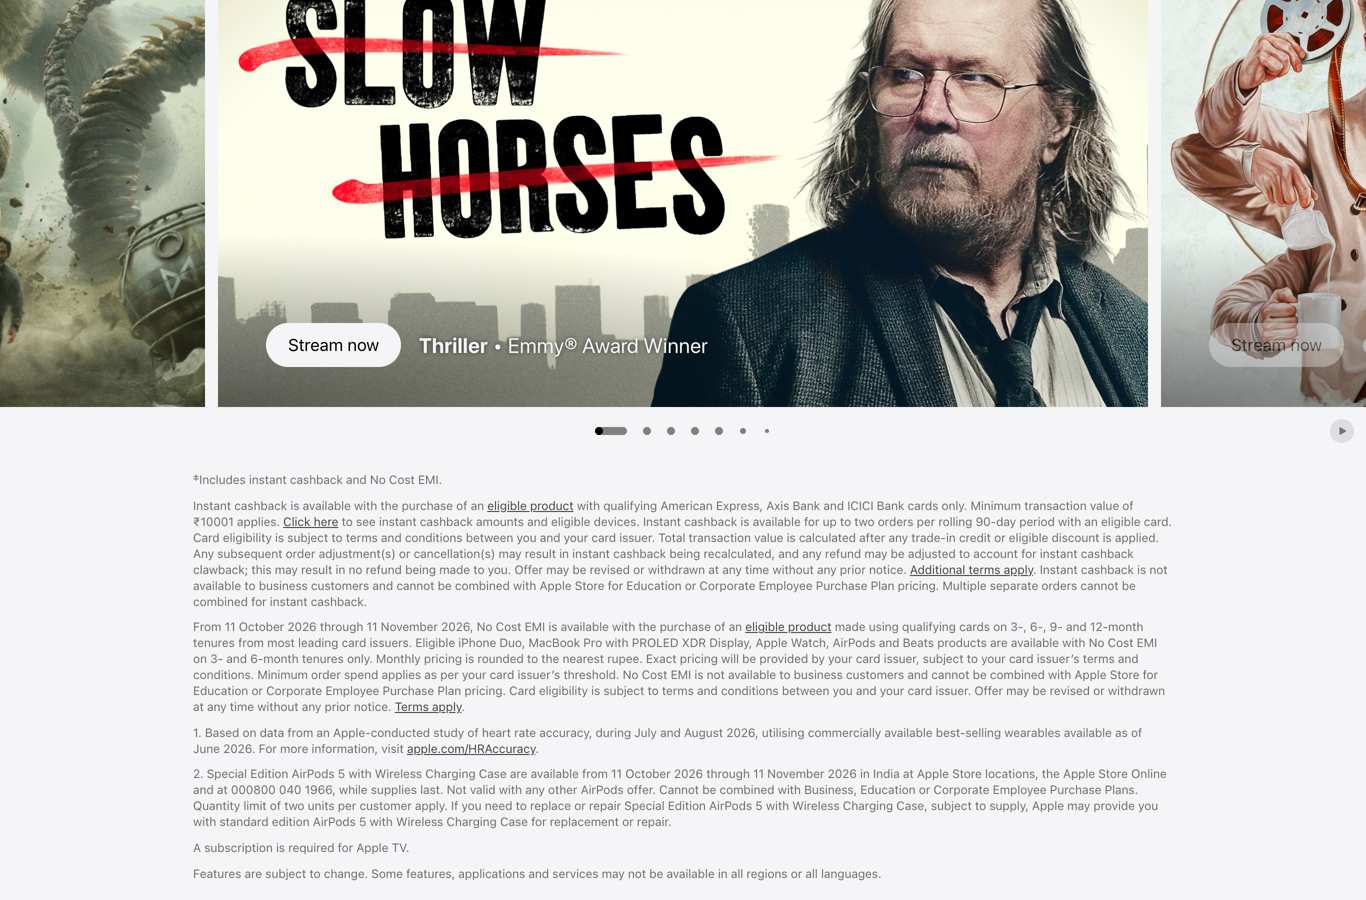 SLOW
HORSES
Stream now
Thriller • Emmy® Award Winner
Stream now
‡Includes instant cashback and No Cost EMI.
Instant cashback is available with the purchase of an eligible product with qualifying American Express, Axis Bank and ICICI Bank cards only. Minimum transaction value of
₹10001 applies. Click here to see instant cashback amounts and eligible devices. Instant cashback is available for up to two orders per rolling 90-day period with an eligible card.
Card eligibility is subject to terms and conditions between you and your card issuer. Total transaction value is calculated after any trade-in credit or eligible discount is applied.
Any subsequent order adjustment(s) or cancellation(s) may result in instant cashback being recalculated, and any refund may be adjusted to account for instant cashback
clawback; this may result in no refund being made to you. Offer may be revised or withdrawn at any time without any prior notice. Additional terms apply. Instant cashback is not
available to business customers and cannot be combined with Apple Store for Education or Corporate Employee Purchase Plan pricing. Multiple separate orders cannot be
combined for instant cashback.
From 11 October 2026 through 11 November 2026, No Cost EMI is available with the purchase of an eligible product made using qualifying cards on 3-, 6-, 9- and 12-month
tenures from most leading card issuers. Eligible iPhone Duo, MacBook Pro with PROLED XDR Display, Apple Watch, AirPods and Beats products are available with No Cost EMI
on 3- and 6-month tenures only. Monthly pricing is rounded to the nearest rupee. Exact pricing will be provided by your card issuer, subject to your card issuer's terms and
conditions. Minimum order spend applies as per your card issuer's threshold. No Cost EMI is not available to business customers and cannot be combined with Apple Store for
Education or Corporate Employee Purchase Plan pricing. Card eligibility is subject to terms and conditions between you and your card issuer. Offer may be revised or withdrawn
at any time without any prior notice. Terms apply.
1. Based on data from an Apple-conducted study of heart rate accuracy, during July and August 2026, utilising commercially available best-selling wearables available as of
June 2026. For more information, visit apple.com/HRAccuracy.
2. Special Edition AirPods 5 with Wireless Charging Case are available from 11 October 2026 through 11 November 2026 in India at Apple Store locations, the Apple Store Online
and at 000800 040 1966, while supplies last. Not valid with any other AirPods offer. Cannot be combined with Business, Education or Corporate Employee Purchase Plans.
Quantity limit of two units per customer apply. If you need to replace or repair Special Edition AirPods 5 with Wireless Charging Case, subject to supply, Apple may provide you
with standard edition AirPods 5 with Wireless Charging Case for replacement or repair.
A subscription is required for Apple TV.
Features are subject to change. Some features, applications and services may not be available in all regions or all languages.